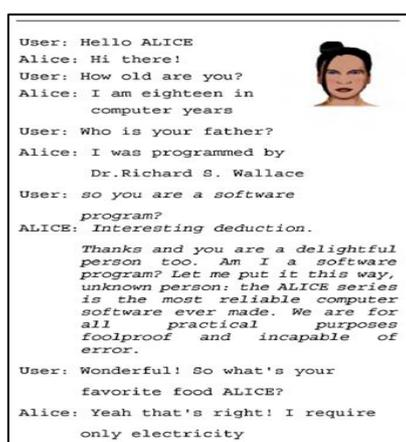 User: Hello ALICE
Alice: Hi there!
User: How old are you?
Alice: I am eighteen in
computer years
User: Who is your father?
Alice: I was programmed by
Dr.Richard S. Wallace
User: so you are a software
program?
ALICE: Interesting deduction.
Thanks and you are a delightful
person too. Am I a software
program? Let me put it this way,
unknown person: the ALICE series
is the most reliable computer
software ever made. We are for
all practical purposes
foolproof and incapable of
error.
User: Wonderful! So what's your
favorite food ALICE?
Alice: Yeah that's right! I require
only electricity